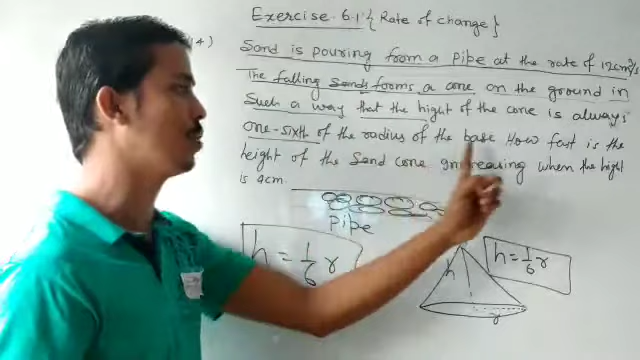 Exercise 6.1 { Rate of change }
14)
Sand is pouring from a pipe at the rate of 12cm³/s
The falling sands forms a cone on the ground in
Such a way that the hight of the cone is always
one-sixth of the radius of the base How fast is the
height of the Sand cone increasing when the hight
is 4cm
Pipe
h = 1/6 r
h
h = 1/6 r
r